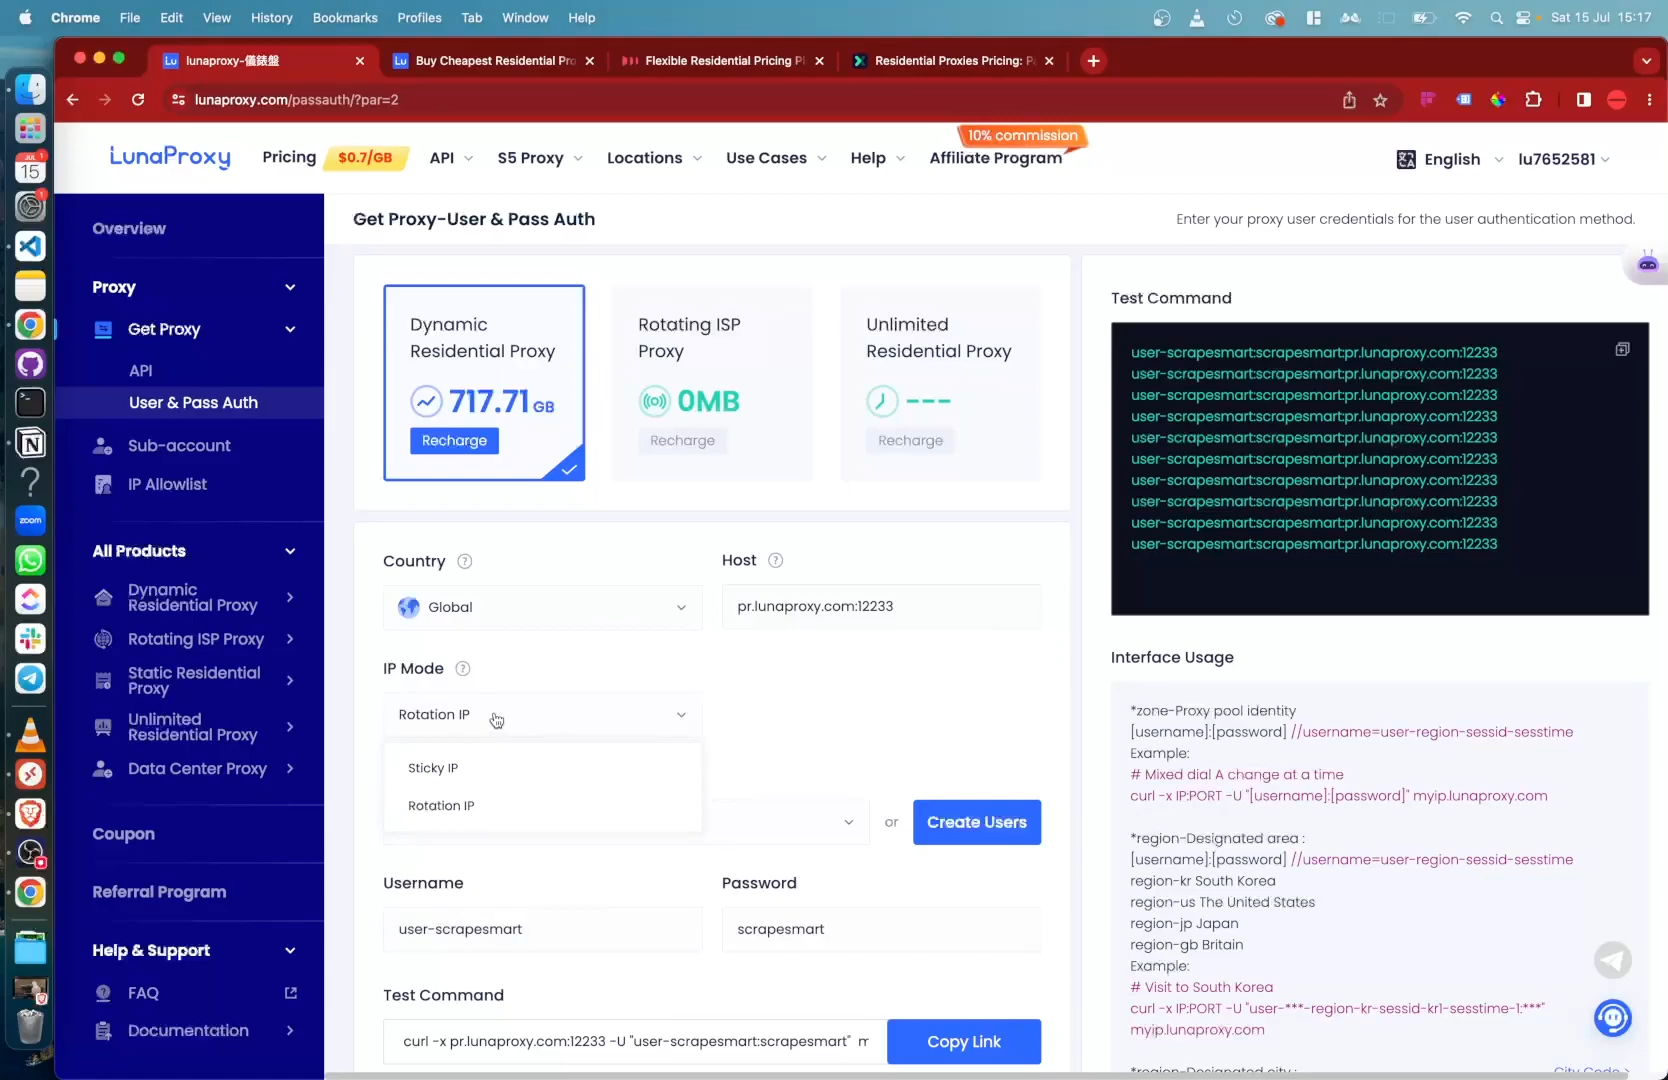 Chrome File Edit View History Bookmarks Profiles Tab Window Help Sat 15 Jul 15:17
lunaproxy-儀錶盤
Buy Cheapest Residential Pro
Flexible Residential Pricing Pl
Residential Proxies Pricing: P
lunaproxy.com/passauth/?par=2
10% commission
LunaProxy Pricing $0.7/GB API S5 Proxy Locations Use Cases Help Affiliate Program English lu7652581
Overview
Proxy
Get Proxy
API
User & Pass Auth
Sub-account
IP Allowlist
All Products
Dynamic
Residential Proxy
Rotating ISP Proxy
Static Residential
Proxy
Unlimited
Residential Proxy
Data Center Proxy
Coupon
Referral Program
Help & Support
FAQ
Documentation
JUL 1
15
1
zoom
Get Proxy-User & Pass Auth
Enter your proxy user credentials for the user authentication method.
Dynamic
Residential Proxy
717.71 GB
Recharge
Rotating ISP
Proxy
0MB
Recharge
Unlimited
Residential Proxy
---
Recharge
Country ?
Global
Host ?
pr.lunaproxy.com:12233
IP Mode ?
Rotation IP
Sticky IP
Rotation IP
or
Create Users
Username
user-scrapesmart
Password
scrapesmart
Test Command
curl -x pr.lunaproxy.com:12233 -U "user-scrapesmart:scrapesmart" m
Copy Link
Test Command
user-scrapesmart:scrapesmart:pr.lunaproxy.com:12233
user-scrapesmart:scrapesmart:pr.lunaproxy.com:12233
user-scrapesmart:scrapesmart:pr.lunaproxy.com:12233
user-scrapesmart:scrapesmart:pr.lunaproxy.com:12233
user-scrapesmart:scrapesmart:pr.lunaproxy.com:12233
user-scrapesmart:scrapesmart:pr.lunaproxy.com:12233
user-scrapesmart:scrapesmart:pr.lunaproxy.com:12233
user-scrapesmart:scrapesmart:pr.lunaproxy.com:12233
user-scrapesmart:scrapesmart:pr.lunaproxy.com:12233
user-scrapesmart:scrapesmart:pr.lunaproxy.com:12233
Interface Usage
*zone-Proxy pool identity
[username]:[password] //username=user-region-sessid-sesstime
Example:
# Mixed dial A change at a time
curl -x IP:PORT -U "[username]:[password]" myip.lunaproxy.com
*region-Designated area :
[username]:[password] //username=user-region-sessid-sesstime
region-kr South Korea
region-us The United States
region-jp Japan
region-gb Britain
Example:
# Visit to South Korea
curl -x IP:PORT -U "user-***-region-kr-sessid-kr1-sesstime-1:***"
myip.lunaproxy.com
*region-Designated city :
City Code >